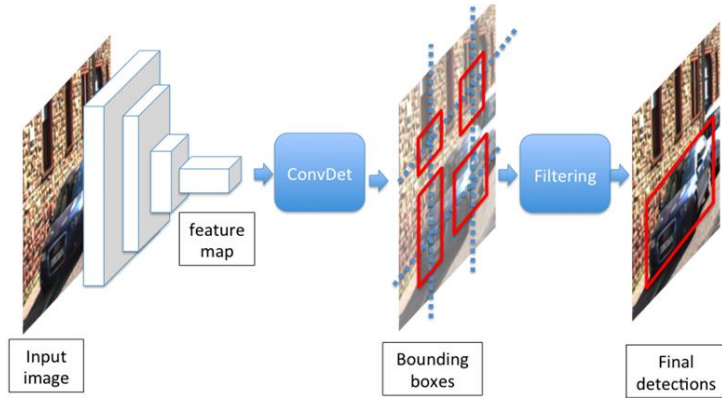 ConvDet
Filtering
feature
map
Input
image
Bounding
boxes
Final
detections